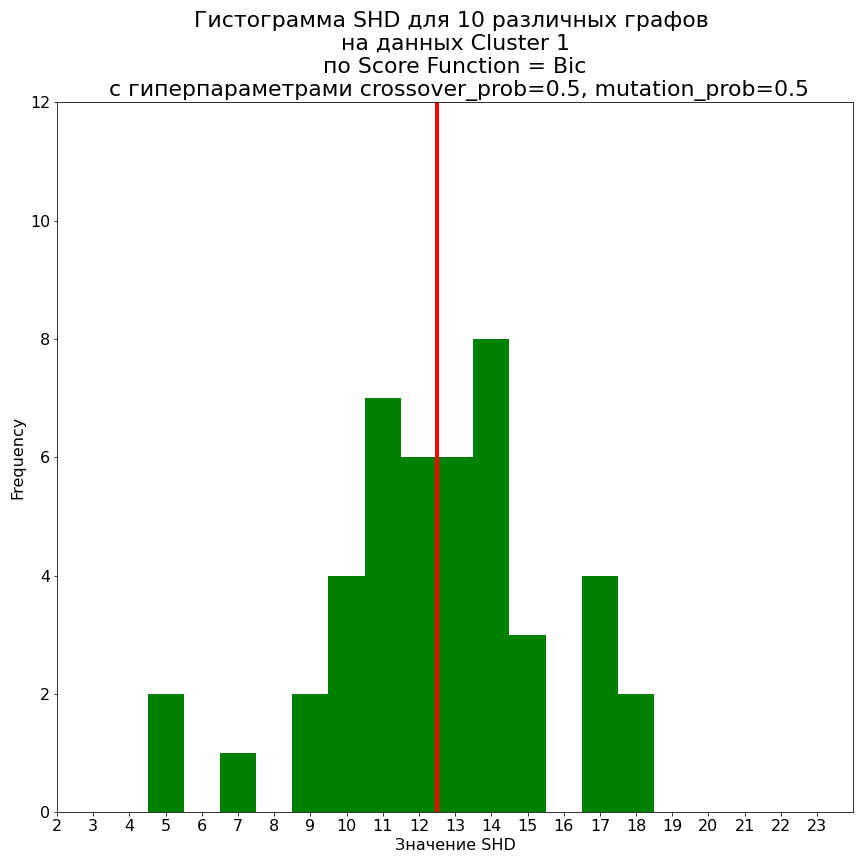 Гистограмма SHD для 10 различных графов
на данных Cluster 1
по Score Function = Bic
с гиперпараметрами crossover_prob=0.5, mutation_prob=0.5
12
10
8
6
4
2
0
Frequency
2 3 4 5 6 7 8 9 10 11 12 13 14 15 16 17 18 19 20 21 22 23
Значение SHD